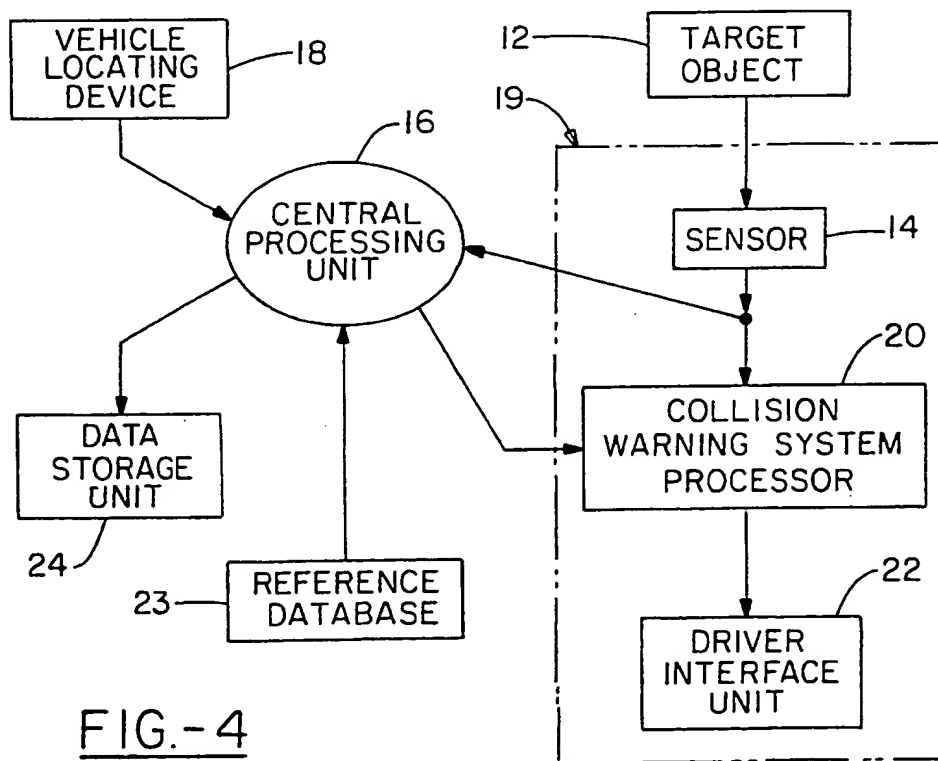 VEHICLE
LOCATING
DEVICE
18
12
TARGET
OBJECT
19
16
CENTRAL
PROCESSING
UNIT
SENSOR
14
20
COLLISION
WARNING SYSTEM
PROCESSOR
DATA
STORAGE
UNIT
24
23
REFERENCE
DATABASE
22
DRIVER
INTERFACE
UNIT
FIG.-4